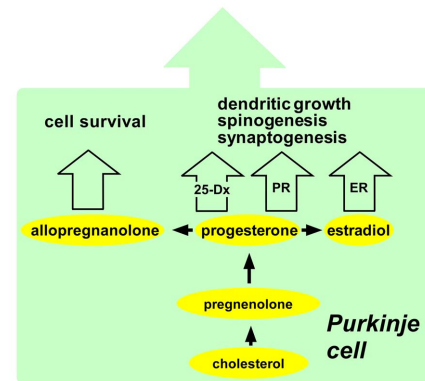 dendritic growth
cell survival
spinogenesis
synaptogenesis
25-Dx
PR
ER
allopregnanolone
progesterone
estradiol
pregnenolone
Purkinje
cell
cholesterol